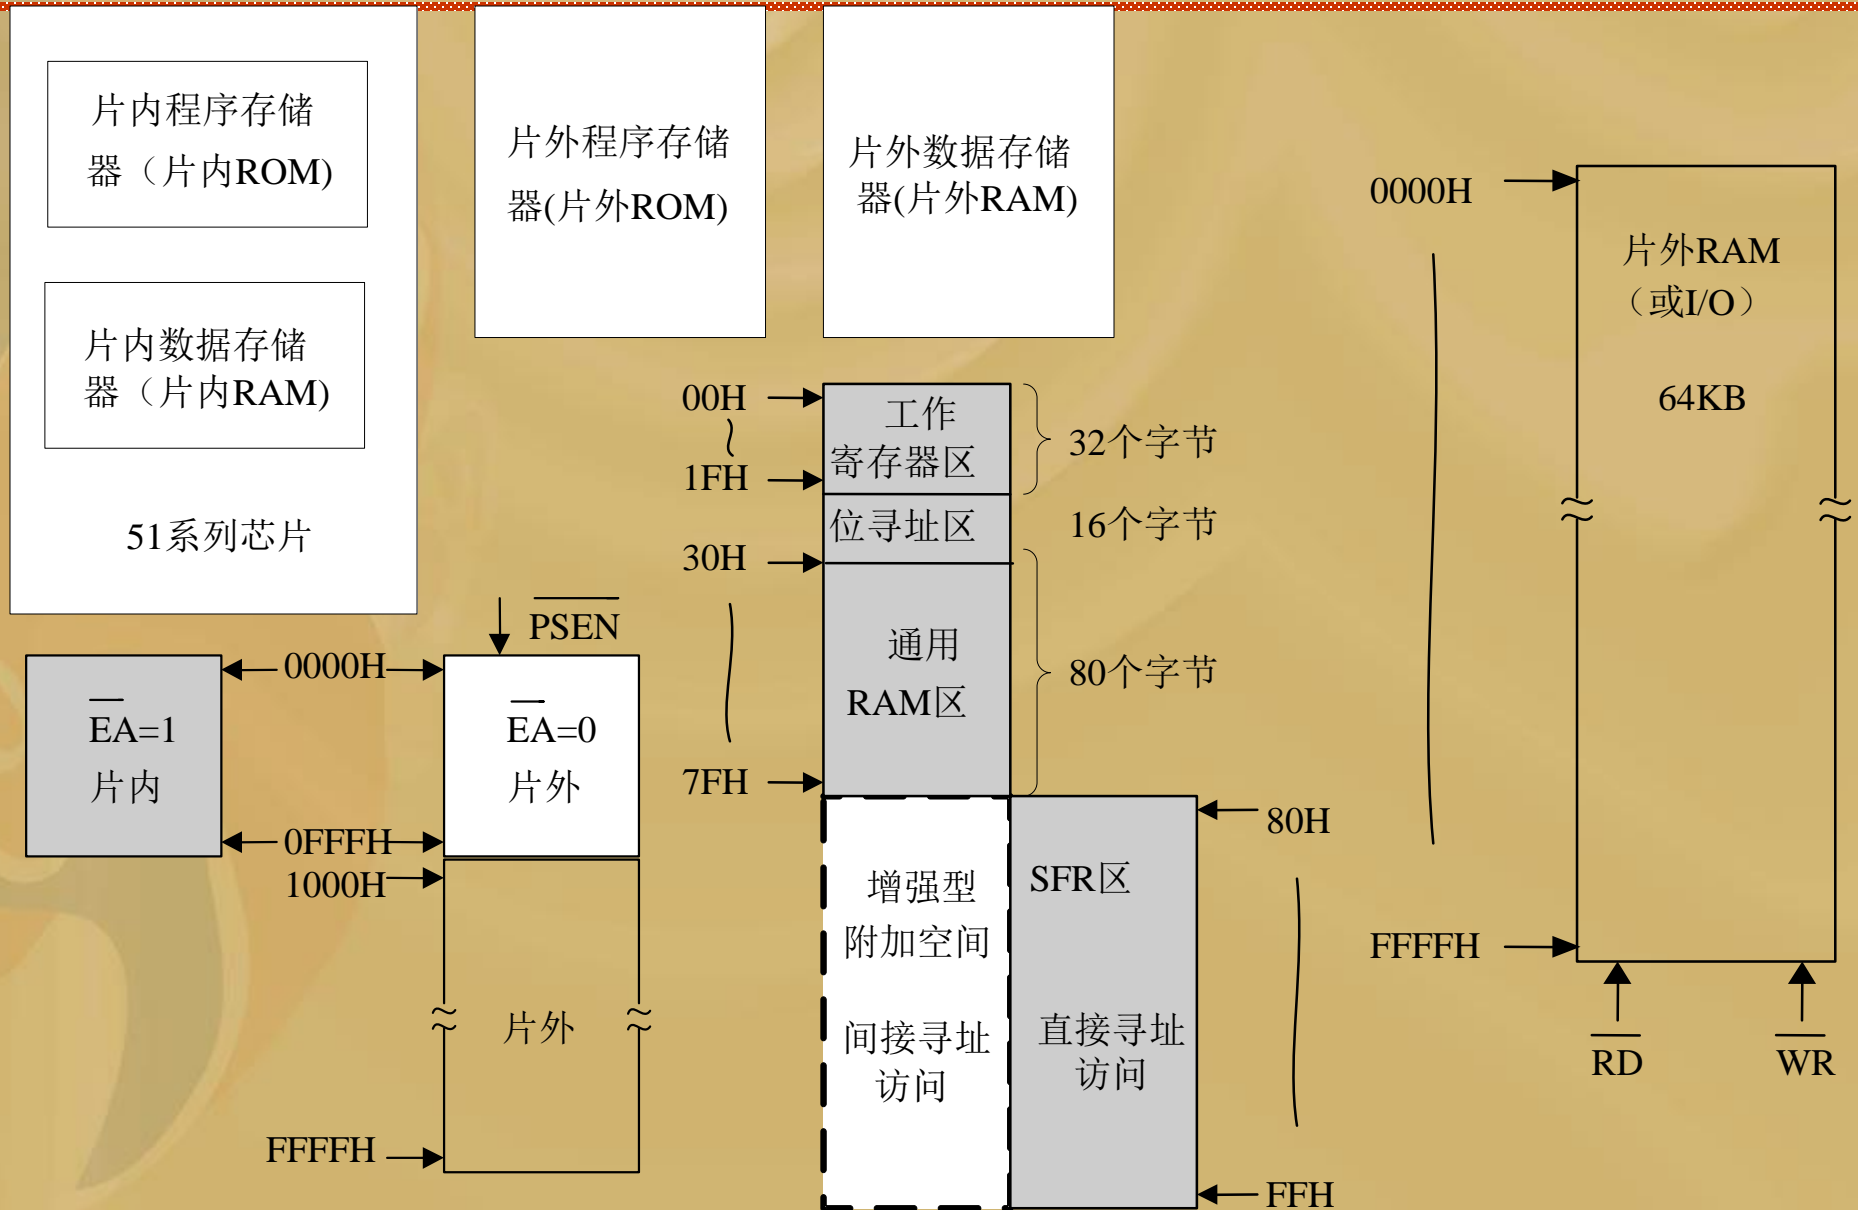 片内程序存储
器（片内ROM)
片内数据存储
器（片内RAM)
51系列芯片
片外程序存储
器(片外ROM)
片外数据存储
器(片外RAM)
PSEN
0000H
EA=1
片内
EA=0
片外
0FFFH
1000H
片外
FFFFH
00H
1FH
30H
7FH
工作
寄存器区
位寻址区
通用
RAM区
32个字节
16个字节
80个字节
增强型
附加空间
间接寻址
访问
SFR区
直接寻址
访问
80H
FFH
0000H
片外RAM
（或I/O）
64KB
FFFFH
RD
WR